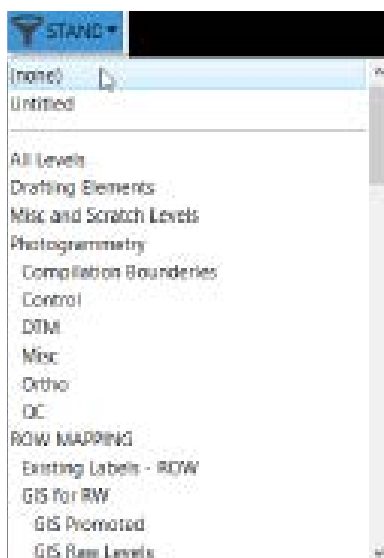 STAND
(none)
Untitled
All Levels
Drafting Elements
Misc and Scratch Levels
Photogrammetry
Compilation Bounderies
Control
DTM
Misc
Ortho
QC
ROW MAPPING
Existing Labels - ROW
GIS for RW
GIS Promoted
GIS Raw Levels